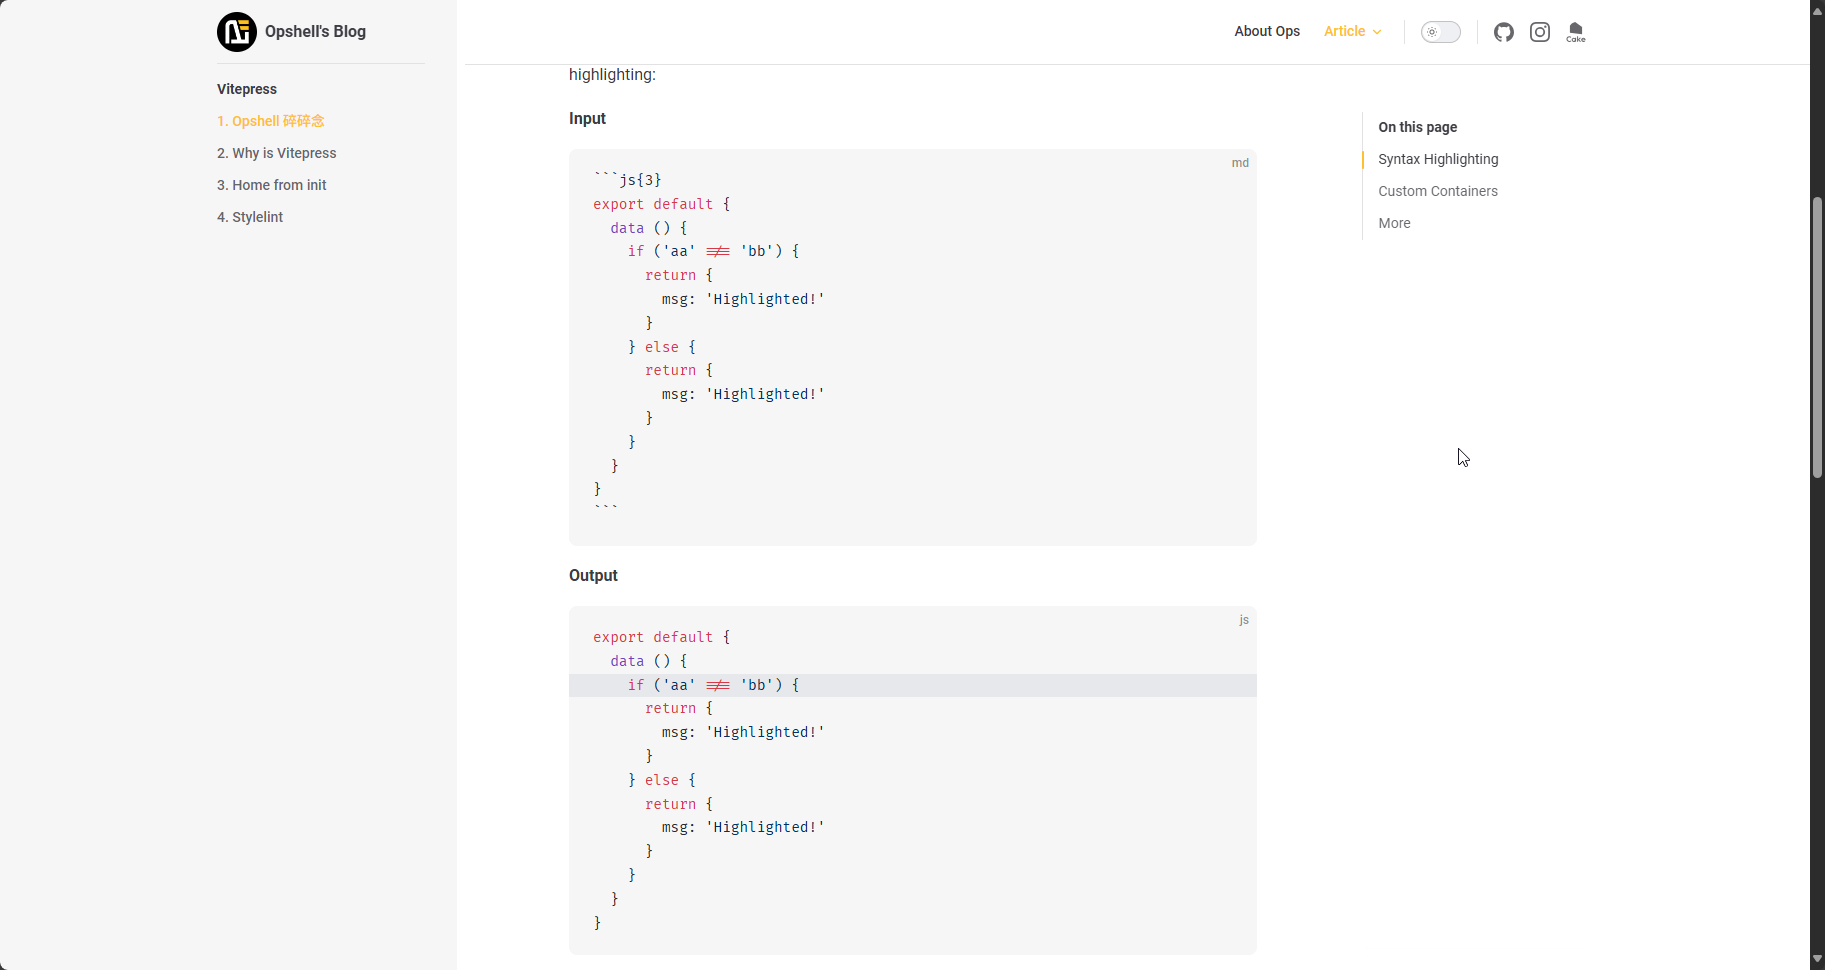 Opshell's Blog
About Ops
Article
Cake
Vitepress
1. Opshell 碎碎念
2. Why is Vitepress
3. Home from init
4. Stylelint
highlighting:
Input
md
```js{3}
export default {
  data () {
    if ('aa' !== 'bb') {
      return {
        msg: 'Highlighted!'
      }
    } else {
      return {
        msg: 'Highlighted!'
      }
    }
  }
}
```
Output
js
export default {
  data () {
    if ('aa' !== 'bb') {
      return {
        msg: 'Highlighted!'
      }
    } else {
      return {
        msg: 'Highlighted!'
      }
    }
  }
}
On this page
Syntax Highlighting
Custom Containers
More